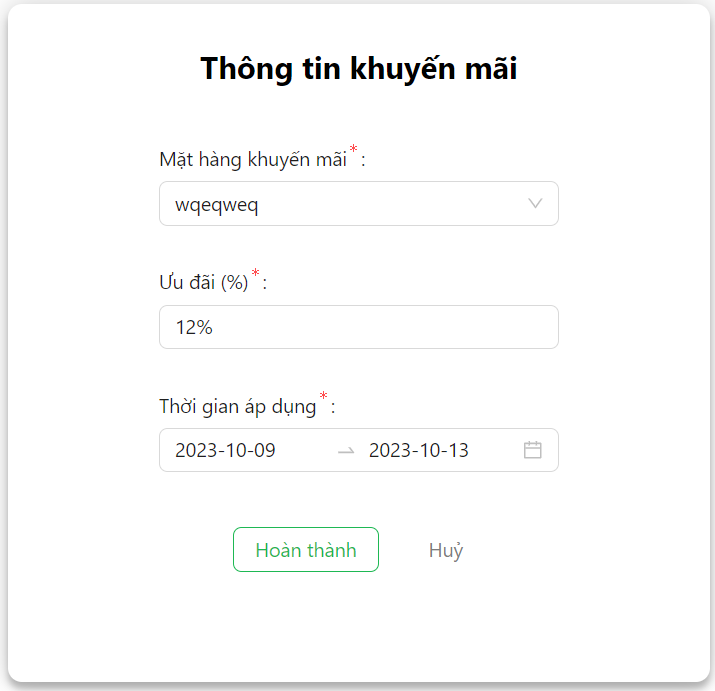 Thông tin khuyến mãi
Mặt hàng khuyến mãi*:
wqeqweq
Ưu đãi (%)*:
12%
Thời gian áp dụng*:
2023-10-09 → 2023-10-13
Hoàn thành Huỷ